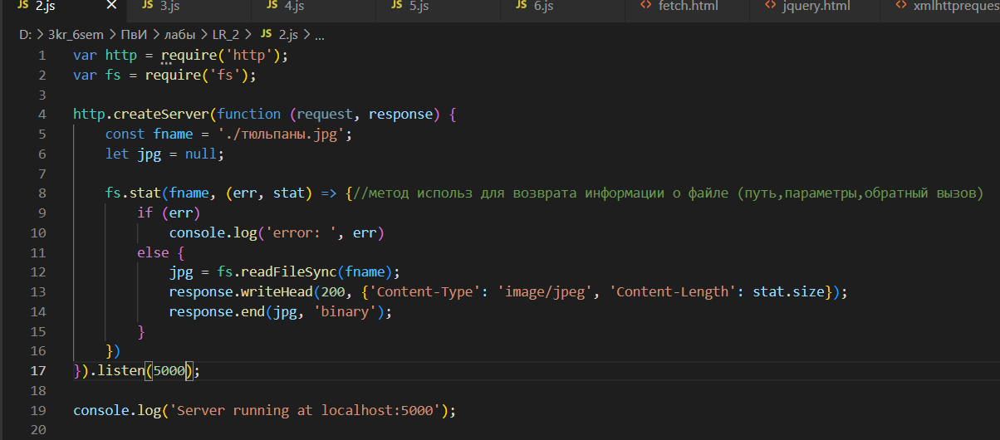 JS 2.js × JS 3.js JS 4.js JS 5.js JS 6.js <> fetch.html <> jquery.html <> xmlhttpreques
D: > 3kr_6sem > ПвИ > лабы > LR_2 > JS 2.js > ...
1 var http = require('http');
2 var fs = require('fs');
3
4 http.createServer(function (request, response) {
5 const fname = './тюльпаны.jpg';
6 let jpg = null;
7
8 fs.stat(fname, (err, stat) => {//метод использ для возврата информации о файле (путь,параметры,обратный вызов)
9 if (err)
10 console.log('error: ', err)
11 else {
12 jpg = fs.readFileSync(fname);
13 response.writeHead(200, {'Content-Type': 'image/jpeg', 'Content-Length': stat.size});
14 response.end(jpg, 'binary');
15 }
16 })
17 }).listen(5000);
18
19 console.log('Server running at localhost:5000');
20